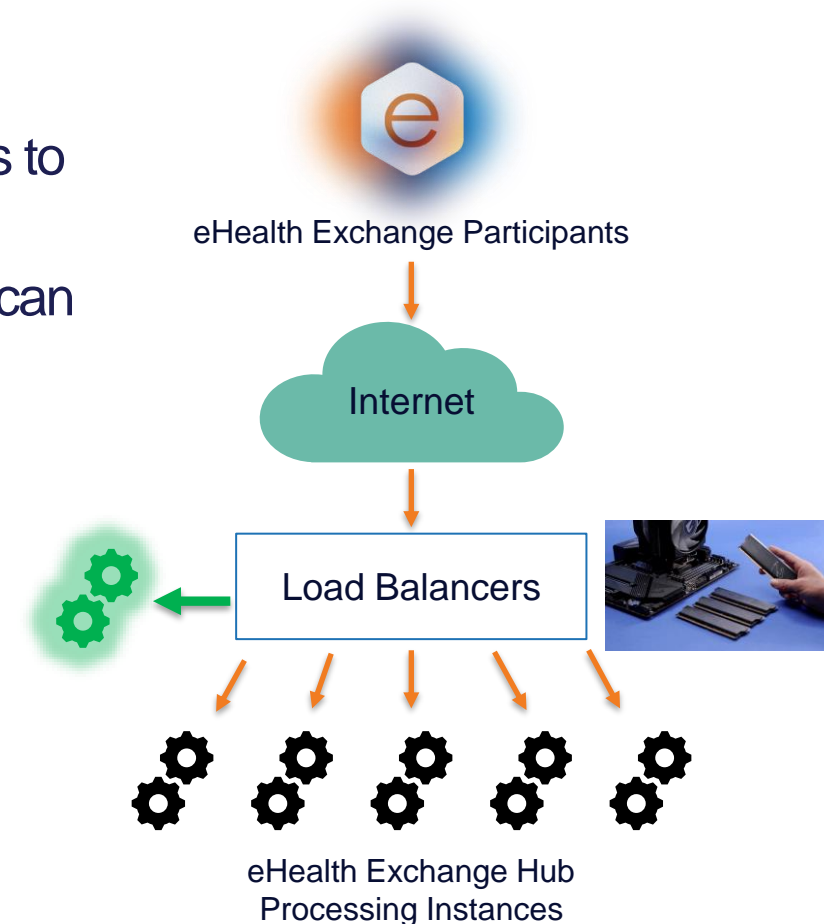 s to
can
e
eHealth Exchange Participants
Internet
Load Balancers
eHealth Exchange Hub
Processing Instances